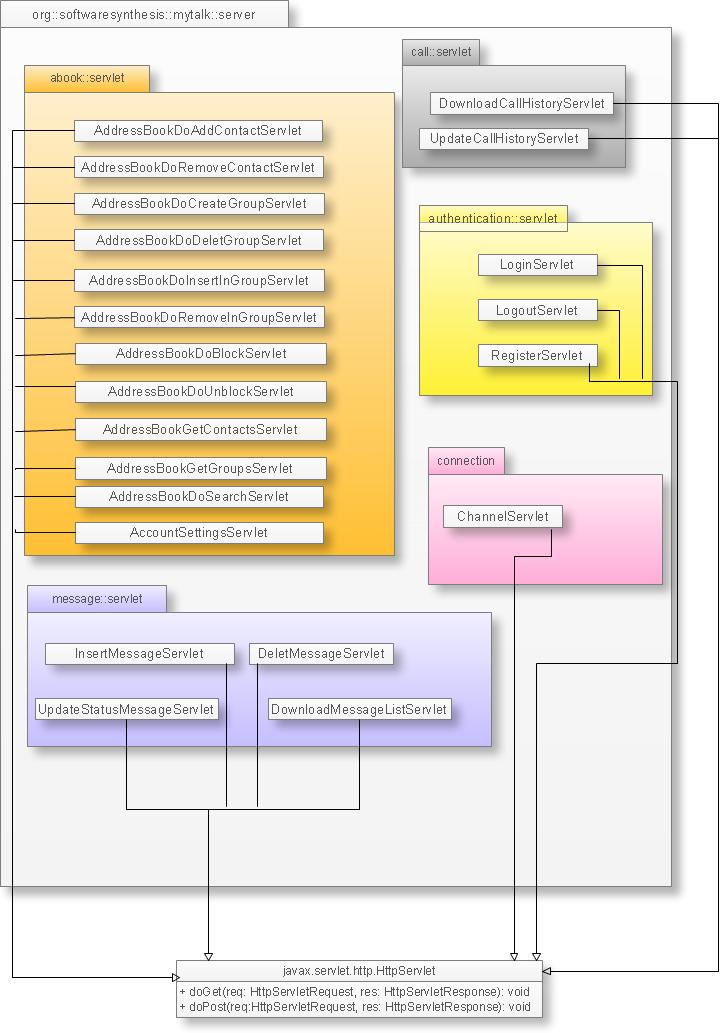 org::softwaresynthesis::mytalk::server
abook::servlet
AddressBookDoAddContactServlet
AddressBookDoRemoveContactServlet
AddressBookDoCreateGroupServlet
AddressBookDoDeletGroupServlet
AddressBookDoInsertInGroupServlet
AddressBookDoRemoveInGroupServlet
AddressBookDoBlockServlet
AddressBookDoUnblockServlet
AddressBookGetContactsServlet
AddressBookGetGroupsServlet
AddressBookDoSearchServlet
AccountSettingsServlet
call::servlet
DownloadCallHistoryServlet
UpdateCallHistoryServlet
authentication::servlet
LoginServlet
LogoutServlet
RegisterServlet
connection
ChannelServlet
message::servlet
InsertMessageServlet
DeletMessageServlet
UpdateStatusMessageServlet
DownloadMessageListServlet
javax.servlet.http.HttpServlet
+ doGet(req: HttpServletRequest, res: HttpServletResponse): void
+ doPost(req:HttpServletRequest, res: HttpServletResponse): void